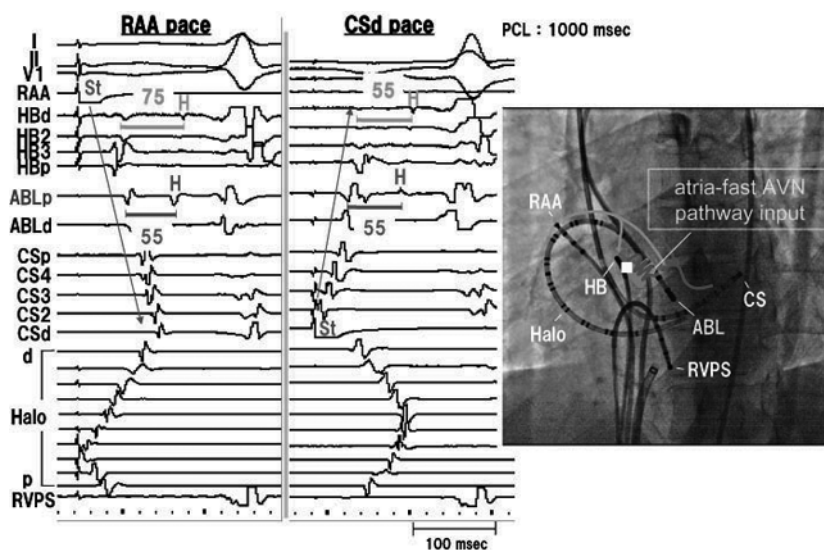 RAA pace
CSd pace
PCL : 1000 msec
I
II
V1
RAA
HBd
HB2
HB3
HBp
ABLp
ABLd
CSp
CS4
CS3
CS2
CSd
d
Halo
p
RVPS
St
75
H
H
55
55
H
H
55
St
100 msec
atria-fast AVN
pathway input
RAA
HB
CS
ABL
Halo
RVPS